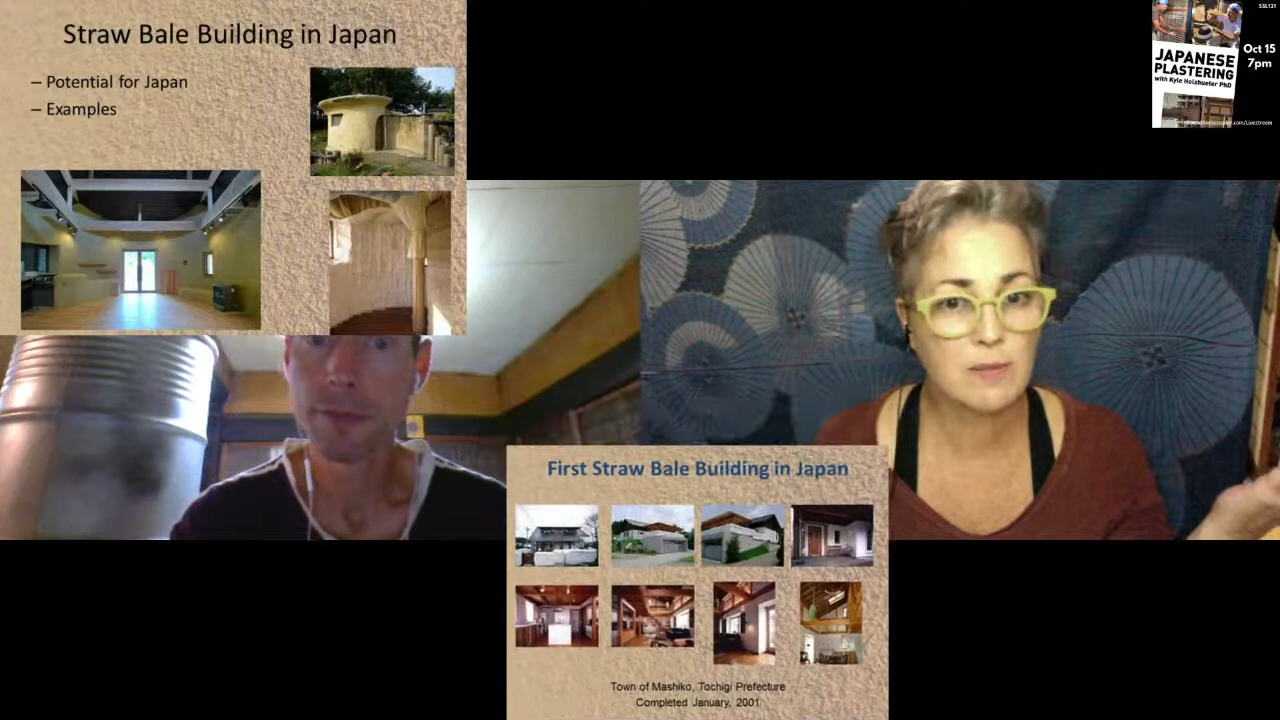 Straw Bale Building in Japan
– Potential for Japan
– Examples
SSL121
JAPANESE
PLASTERING
with Kyle Holzhueter PhD
Oct 15
7pm
First Straw Bale Building in Japan
Town of Mashiko, Tochigi Prefecture
Completed January, 2001